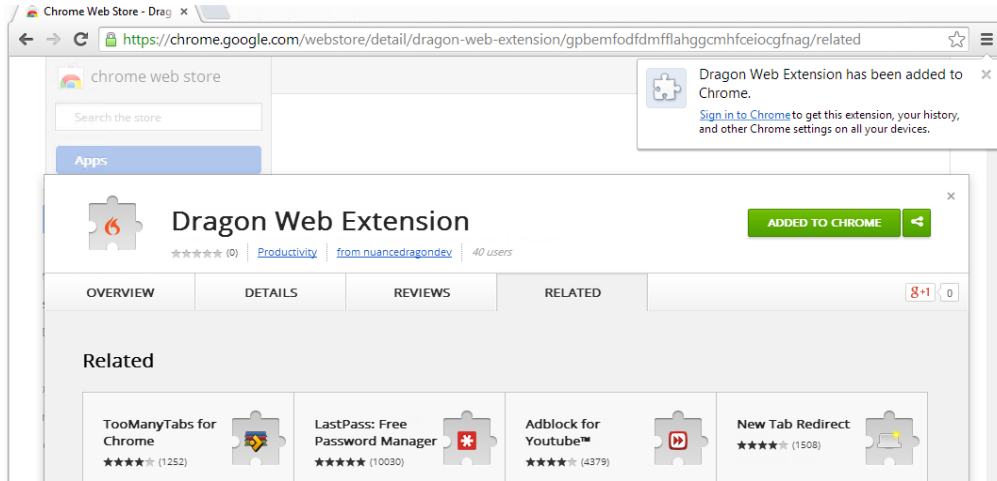 Chrome Web Store - Drag ×
https://chrome.google.com/webstore/detail/dragon-web-extension/gpbemfodfdmfflahggcmhfceiocgfnag/related
chrome web store
Search the store
Apps
Dragon Web Extension has been added to
Chrome.
Sign in to Chrome to get this extension, your history,
and other Chrome settings on all your devices.
Dragon Web Extension
(0) Productivity from nuancedragondev 40 users
ADDED TO CHROME
OVERVIEW DETAILS REVIEWS RELATED
g+1 0
Related
TooManyTabs for
Chrome
(1252)
LastPass: Free
Password Manager
(10030)
Adblock for
Youtube™
(4379)
New Tab Redirect
(1508)